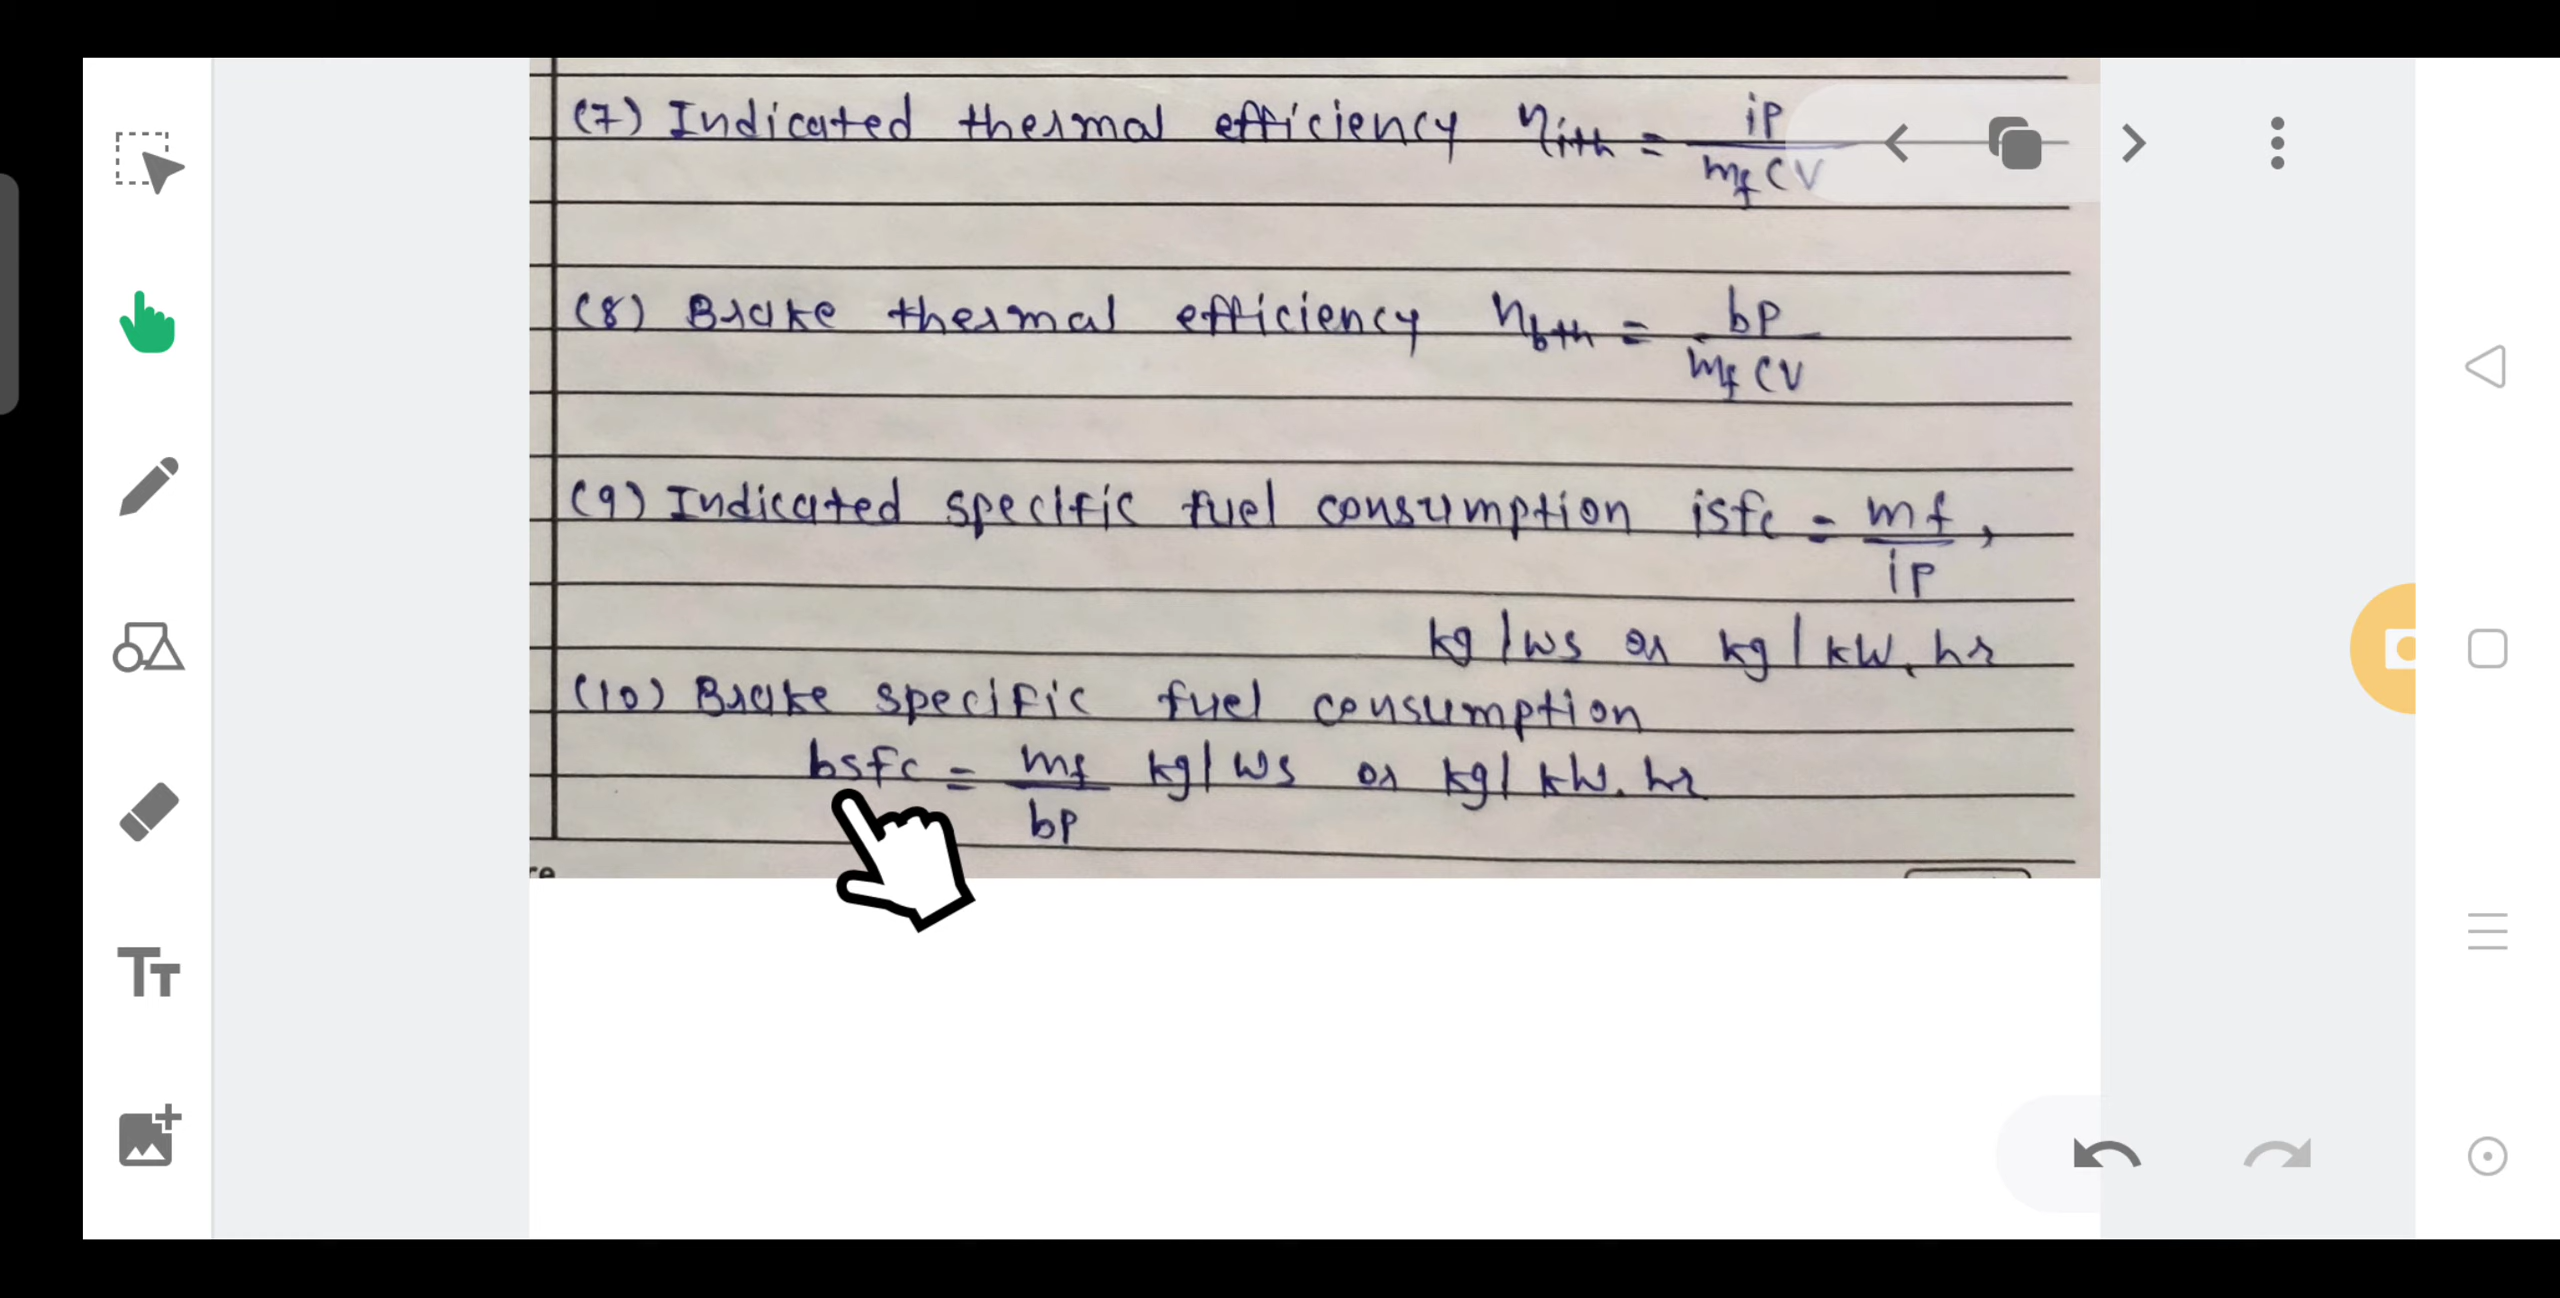 (7) Indicated thermal efficiency ηith = ip / mf CV
(8) Brake thermal efficiency ηbth = bp / mf CV
(9) Indicated specific fuel consumption isfc = mf / ip ,
kg/ws or kg/kW.hr
(10) Brake specific fuel consumption
bsfc = mf / bp kg/ws or kg/kW.hr
re
TT